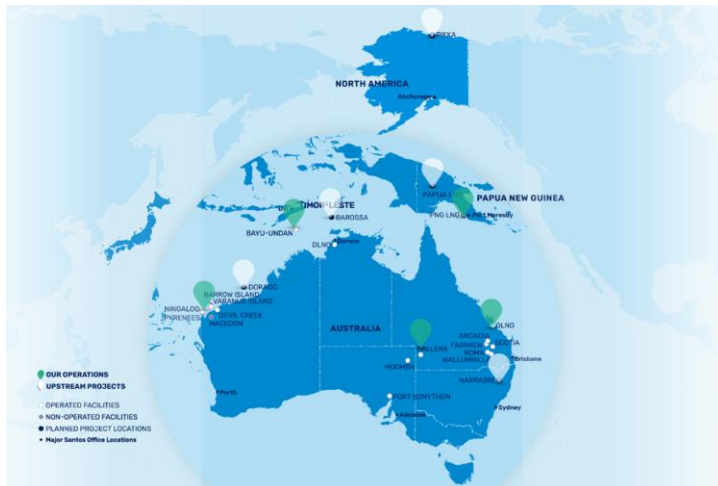 PIKKA
NORTH AMERICA
Anchorage
PAPUA
PAPUA NEW GUINEA
PNG LNG
Port Moresby
TIMOR-LESTE
BAROSSA
BAYU-UNDAN
DLNG
Darwin
DORADO
BARROW ISLAND
VARANUS ISLAND
NINGALOO
DEVIL CREEK
PYRENEES
MACEDON
AUSTRALIA
GLNG
ARCADIA
FAIRVIEW
SCOTIA
BALLERA
ROMA
WALLUMBILLA
Brisbane
MOOMBA
NARRABRI
OUR OPERATIONS
UPSTREAM PROJECTS
Perth
PORT BONYTHON
OPERATED FACILITIES
Sydney
Adelaide
NON-OPERATED FACILITIES
PLANNED PROJECT LOCATIONS
Major Santos Office Locations